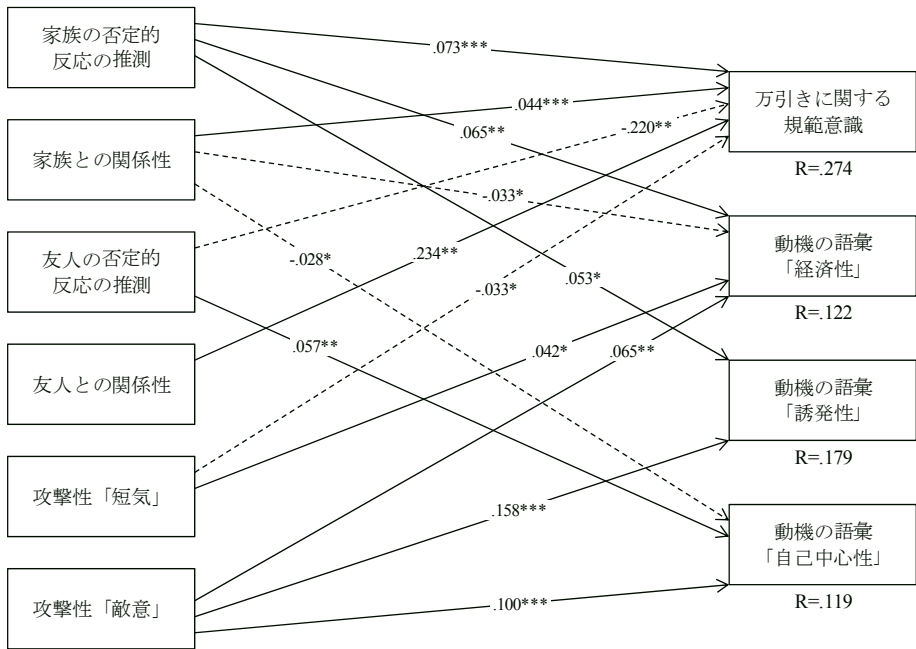 家族の否定的
反応の推測
家族との関係性
友人の否定的
反応の推測
友人との関係性
攻撃性「短気」
攻撃性「敵意」
.073***
.044***
.065**
-.220**
-.033*
.234**
-.028*
-.033*
.053*
.057**
.042*
.065**
.158***
.100***
万引きに関する
規範意識
R=.274
動機の語彙
「経済性」
R=.122
動機の語彙
「誘発性」
R=.179
動機の語彙
「自己中心性」
R=.119